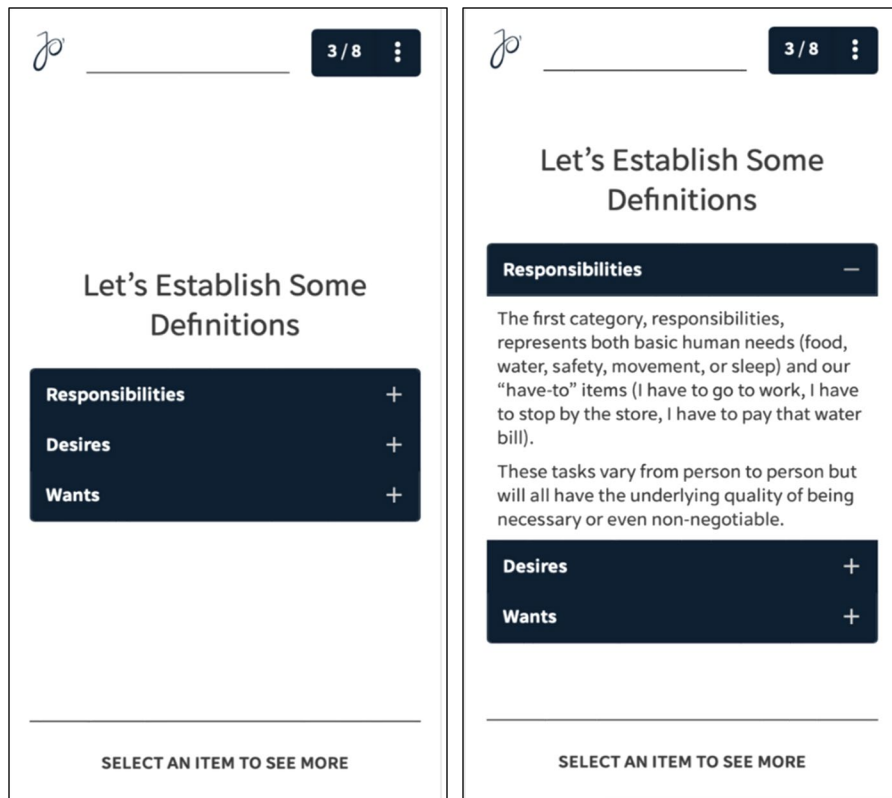 Jo'
3/8
Let’s Establish Some
Definitions
Responsibilities +
Desires +
Wants +
SELECT AN ITEM TO SEE MORE
Jo'
3/8
Let’s Establish Some
Definitions
Responsibilities −
The first category, responsibilities,
represents both basic human needs (food,
water, safety, movement, or sleep) and our
“have-to” items (I have to go to work, I have
to stop by the store, I have to pay that water
bill).
These tasks vary from person to person but
will all have the underlying quality of being
necessary or even non-negotiable.
Desires +
Wants +
SELECT AN ITEM TO SEE MORE